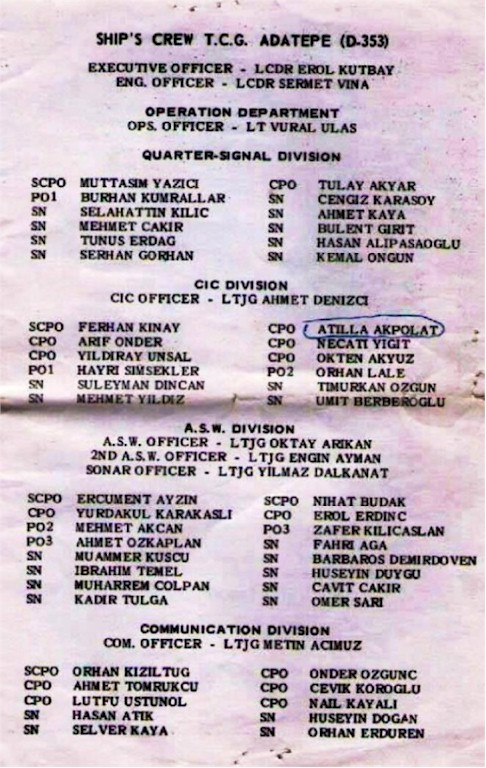 SHIP'S CREW T.C.G. ADATEPE (D-353)
EXECUTIVE OFFICER - LCDR EROL KUTBAY
ENG. OFFICER - LCDR SERMET VINA
OPERATION DEPARTMENT
OPS. OFFICER - LT VURAL ULAS
QUARTER-SIGNAL DIVISION
SCPO MUTTASIM YAZICI CPO TULAY AKYAR
PO1 BURHAN KUMRALLAR SN CENGIZ KARASOY
SN SELAHATTIN KILIC SN AHMET KAYA
SN MEHMET CAKIR SN BULENT GIRIT
SN TUNUS ERDAG SN HASAN ALIPASAOGLU
SN SERHAN GORHAN SN KEMAL ONGUN
CIC DIVISION
CIC OFFICER - LTJG AHMET DENIZCI
SCPO FERHAN KINAY CPO ATILLA AKPOLAT
CPO ARIF ONDER CPO NECATI YIGIT
CPO YILDIRAY UNSAL CPO OKTEN AKYUZ
PO1 HAYRI SIMSEKLER PO2 ORHAN LALE
SN SULEYMAN DINCAN SN TIMURKAN OZGUN
SN MEHMET YILDIZ SN UMIT BERBEROGLU
A.S.W. DIVISION
A.S.W. OFFICER - LTJG OKTAY ARIKAN
2ND A.S.W. OFFICER - LTJG ENGIN AYMAN
SONAR OFFICER - LTJG YILMAZ DALKANAT
SCPO ERCUMENT AYZIN SCPO NIHAT BUDAK
CPO YURDAKUL KARAKASLI CPO EROL ERDINC
PO2 MEHMET AKCAN PO3 ZAFER KILICASLAN
PO3 AHMET OZKAPLAN SN FAHRI AGA
SN MUAMMER KUSCU SN BARBAROS DEMIRDOVEN
SN IBRAHIM TEMEL SN HUSEYIN DUYGU
SN MUHARREM COLPAN SN CAVIT CAKIR
SN KADIR TULGA SN OMER SARI
COMMUNICATION DIVISION
COM. OFFICER - LTJG METIN ACIMUZ
SCPO ORHAN KIZILTUG CPO ONDER OZGUNC
CPO AHMET TOMRUKCU CPO CEVIK KOROGLU
CPO LUTFU USTUNOL CPO NAIL KAYALI
SN HASAN ATIK SN HUSEYIN DOGAN
SN SELVER KAYA SN ORHAN ERDUREN